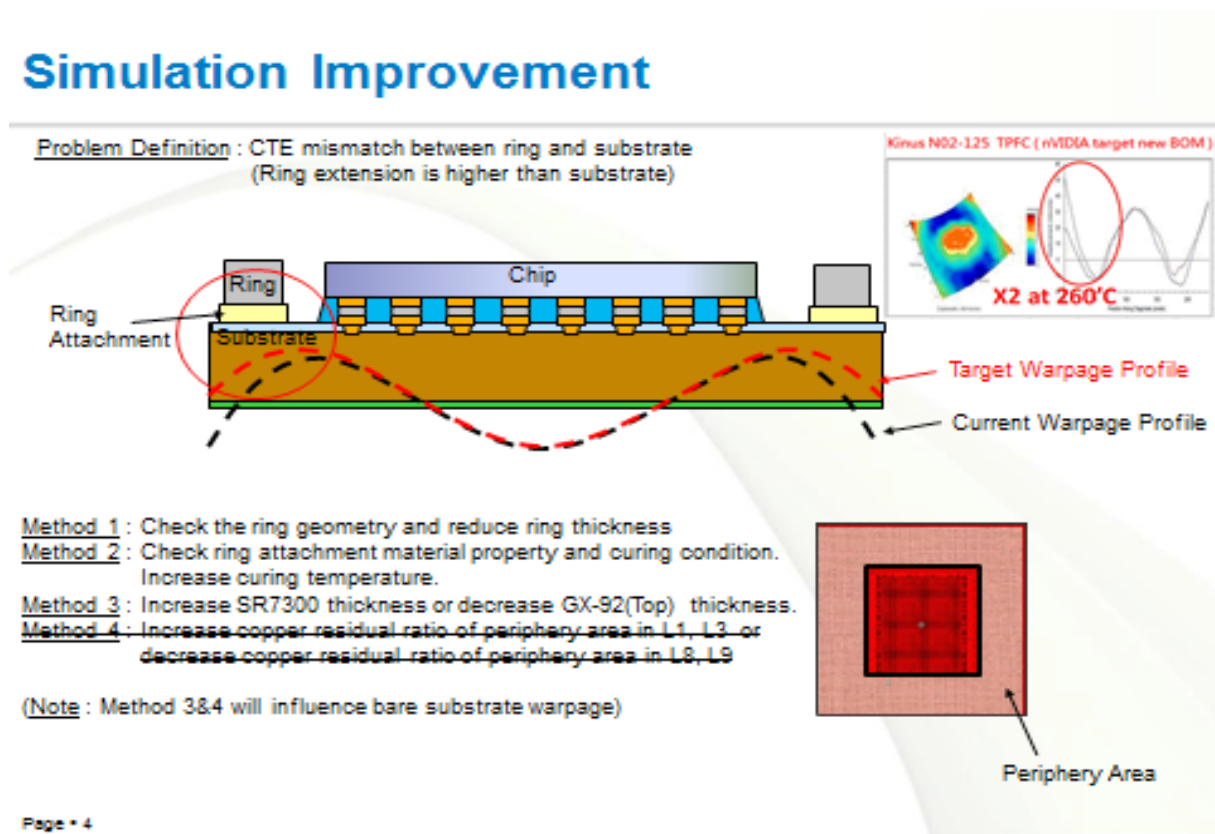 Simulation Improvement
Problem Definition : CTE mismatch between ring and substrate
(Ring extension is higher than substrate)
Kinus N02-125 TPFC ( nVIDIA target new BOM )
X2 at 260'C
Chip
Ring
Ring
Attachment
Substrate
Target Warpage Profile
Current Warpage Profile
Method 1 : Check the ring geometry and reduce ring thickness
Method 2 : Check ring attachment material property and curing condition.
Increase curing temperature.
Method 3 : Increase SR7300 thickness or decrease GX-92(Top) thickness.
Method 4 : Increase copper residual ratio of periphery area in L1, L3 or
decrease copper residual ratio of periphery area in L8, L9
(Note : Method 3&4 will influence bare substrate warpage)
Periphery Area
Page ▪ 4